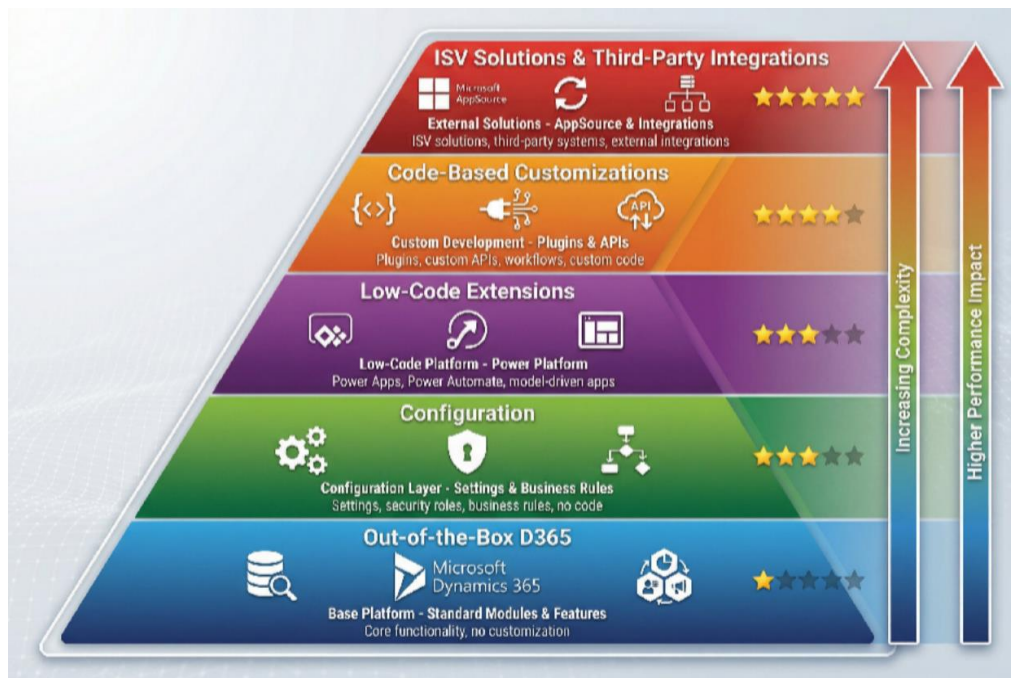 ISV Solutions & Third-Party Integrations
Microsoft
AppSource
External Solutions - AppSource & Integrations
ISV solutions, third-party systems, external integrations
Code-Based Customizations
{<>}
API
Custom Development - Plugins & APIs
Plugins, custom APIs, workflows, custom code
Low-Code Extensions
Low-Code Platform - Power Platform
Power Apps, Power Automate, model-driven apps
Configuration
Configuration Layer - Settings & Business Rules
Settings, security roles, business rules, no code
Out-of-the-Box D365
Microsoft
Dynamics 365
Base Platform - Standard Modules & Features
Core functionality, no customization
Increasing Complexity
Higher Performance Impact